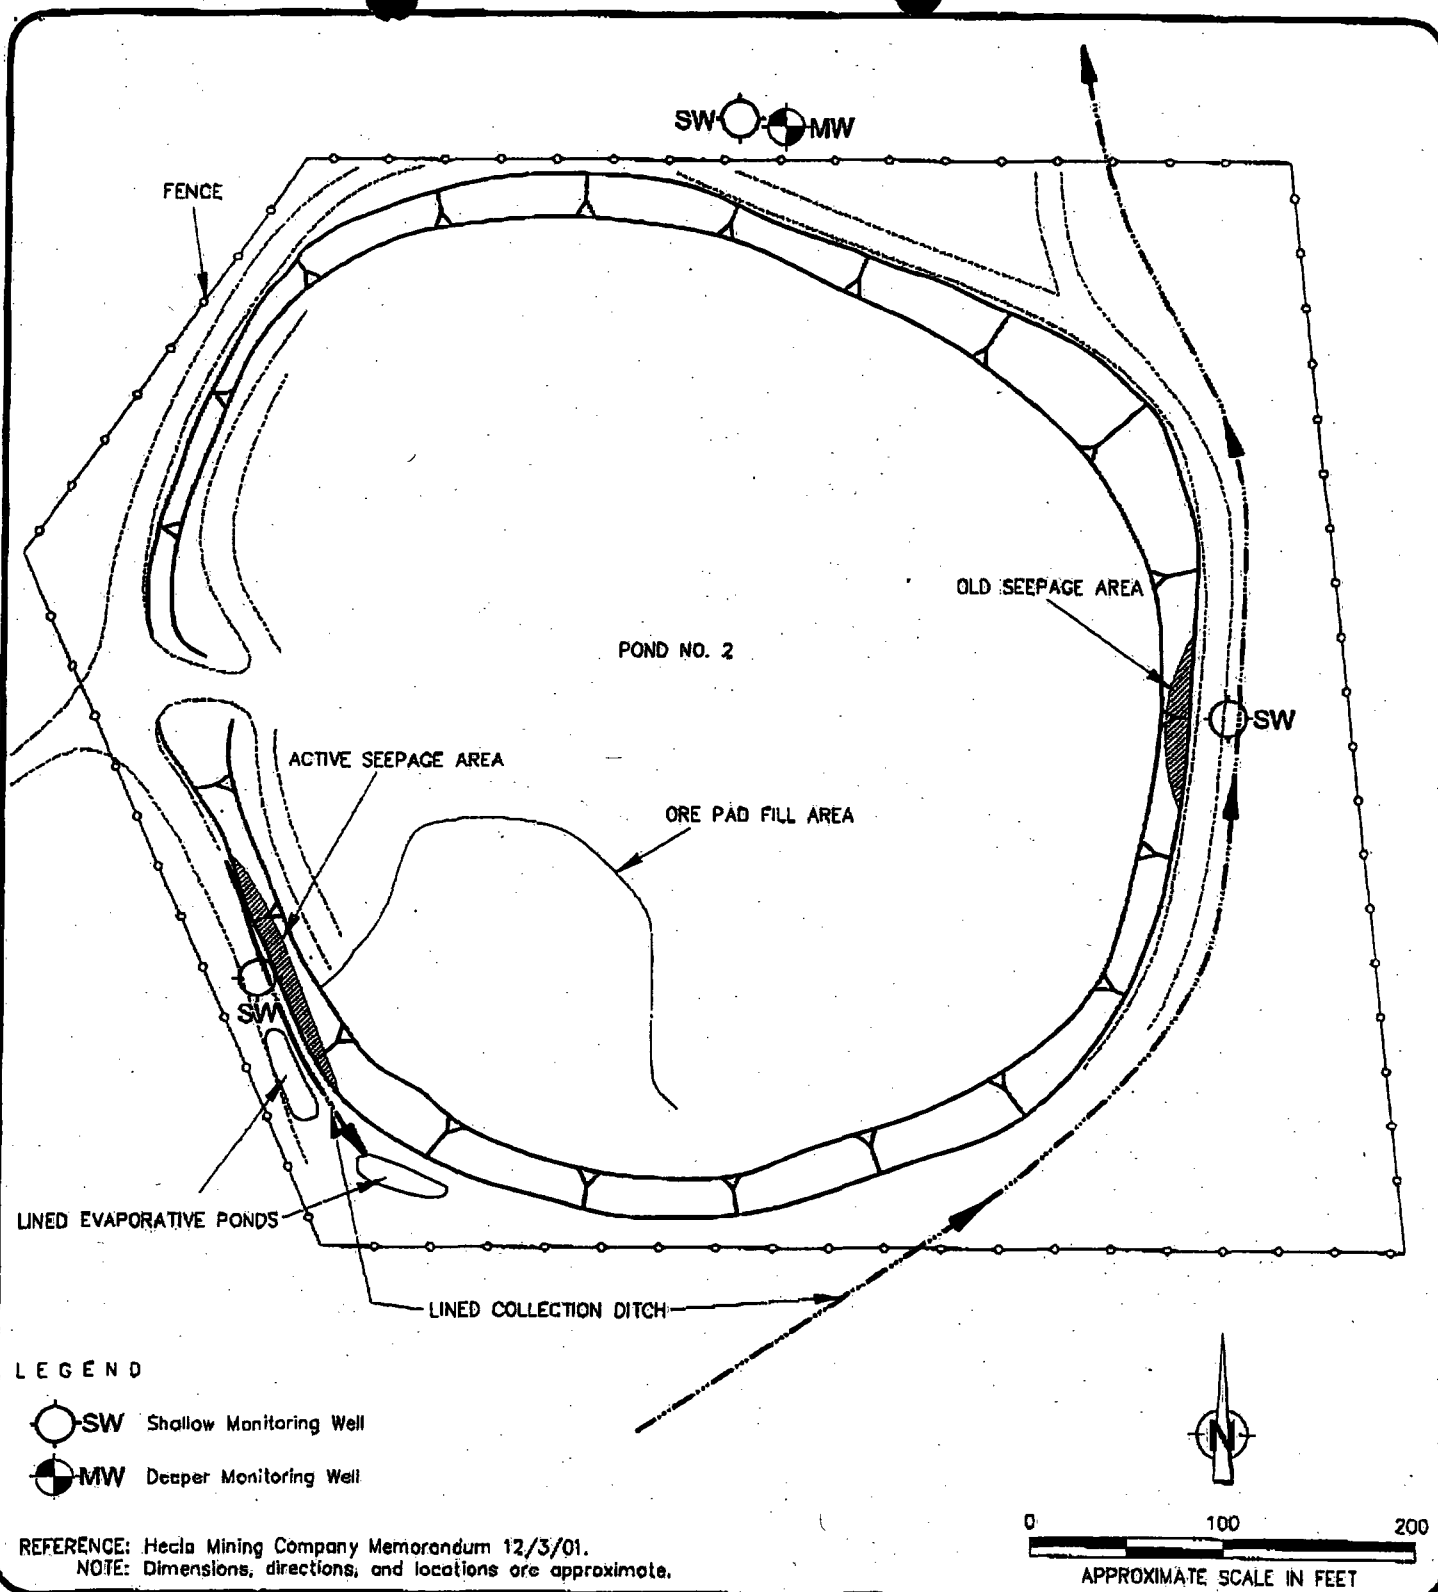 SW MW
FENCE
OLD SEEPAGE AREA
POND NO. 2
SW
ACTIVE SEEPAGE AREA
ORE PAD FILL AREA
SW
LINED EVAPORATIVE PONDS
LINED COLLECTION DITCH
LEGEND
SW Shallow Monitoring Well
MW Deeper Monitoring Well
N
REFERENCE: Hecla Mining Company Memorandum 12/3/01.
NOTE: Dimensions, directions, and locations are approximate.
0 100 200
APPROXIMATE SCALE IN FEET